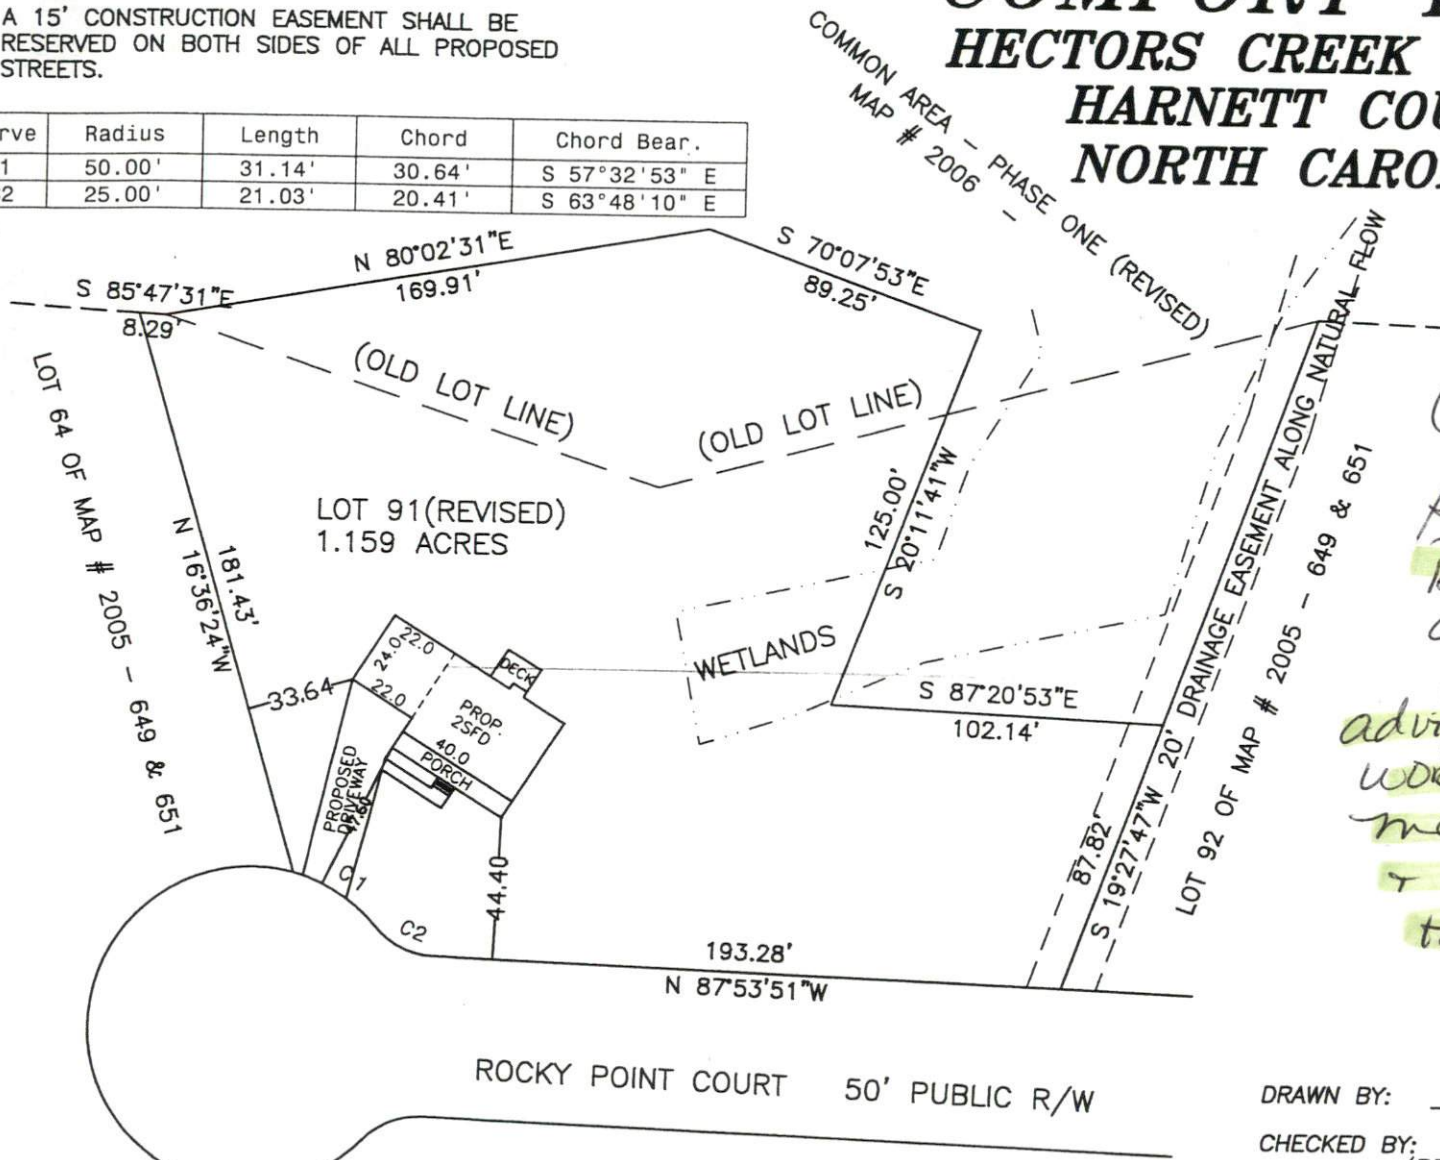 A 15' CONSTRUCTION EASEMENT SHALL BE
RESERVED ON BOTH SIDES OF ALL PROPOSED
STREETS.
HECTORS CREEK
HARNETT COU
NORTH CARO
COMMON AREA - PHASE ONE (REVISED)
MAP # 2006 -
rve Radius Length Chord Chord Bear.
1 50.00' 31.14' 30.64' S 57°32'53" E
2 25.00' 21.03' 20.41' S 63°48'10" E
S 85°47'31"E
8.29'
N 80°02'31"E
169.91'
S 70°07'53"E
89.25'
(OLD LOT LINE)
(OLD LOT LINE)
LOT 64 OF MAP # 2005 - 649 & 651
LOT 91(REVISED)
1.159 ACRES
N 16°36'24"W
181.43'
125.00'
S 20°11'41"W
20' DRAINAGE EASEMENT ALONG NATURAL FLOW
LOT 92 OF MAP # 2005 - 649 & 651
WETLANDS
22.0
24.0
22.0
DECK
PROP.
2SFD
40.0
PORCH
33.64
PROPOSED
DRIVEWAY
S 87°20'53"E
102.14'
87.82'
S 19°27'47"W
C1
C2
44.40
193.28'
N 87°53'51"W
ROCKY POINT COURT 50' PUBLIC R/W
DRAWN BY:
CHECKED BY: